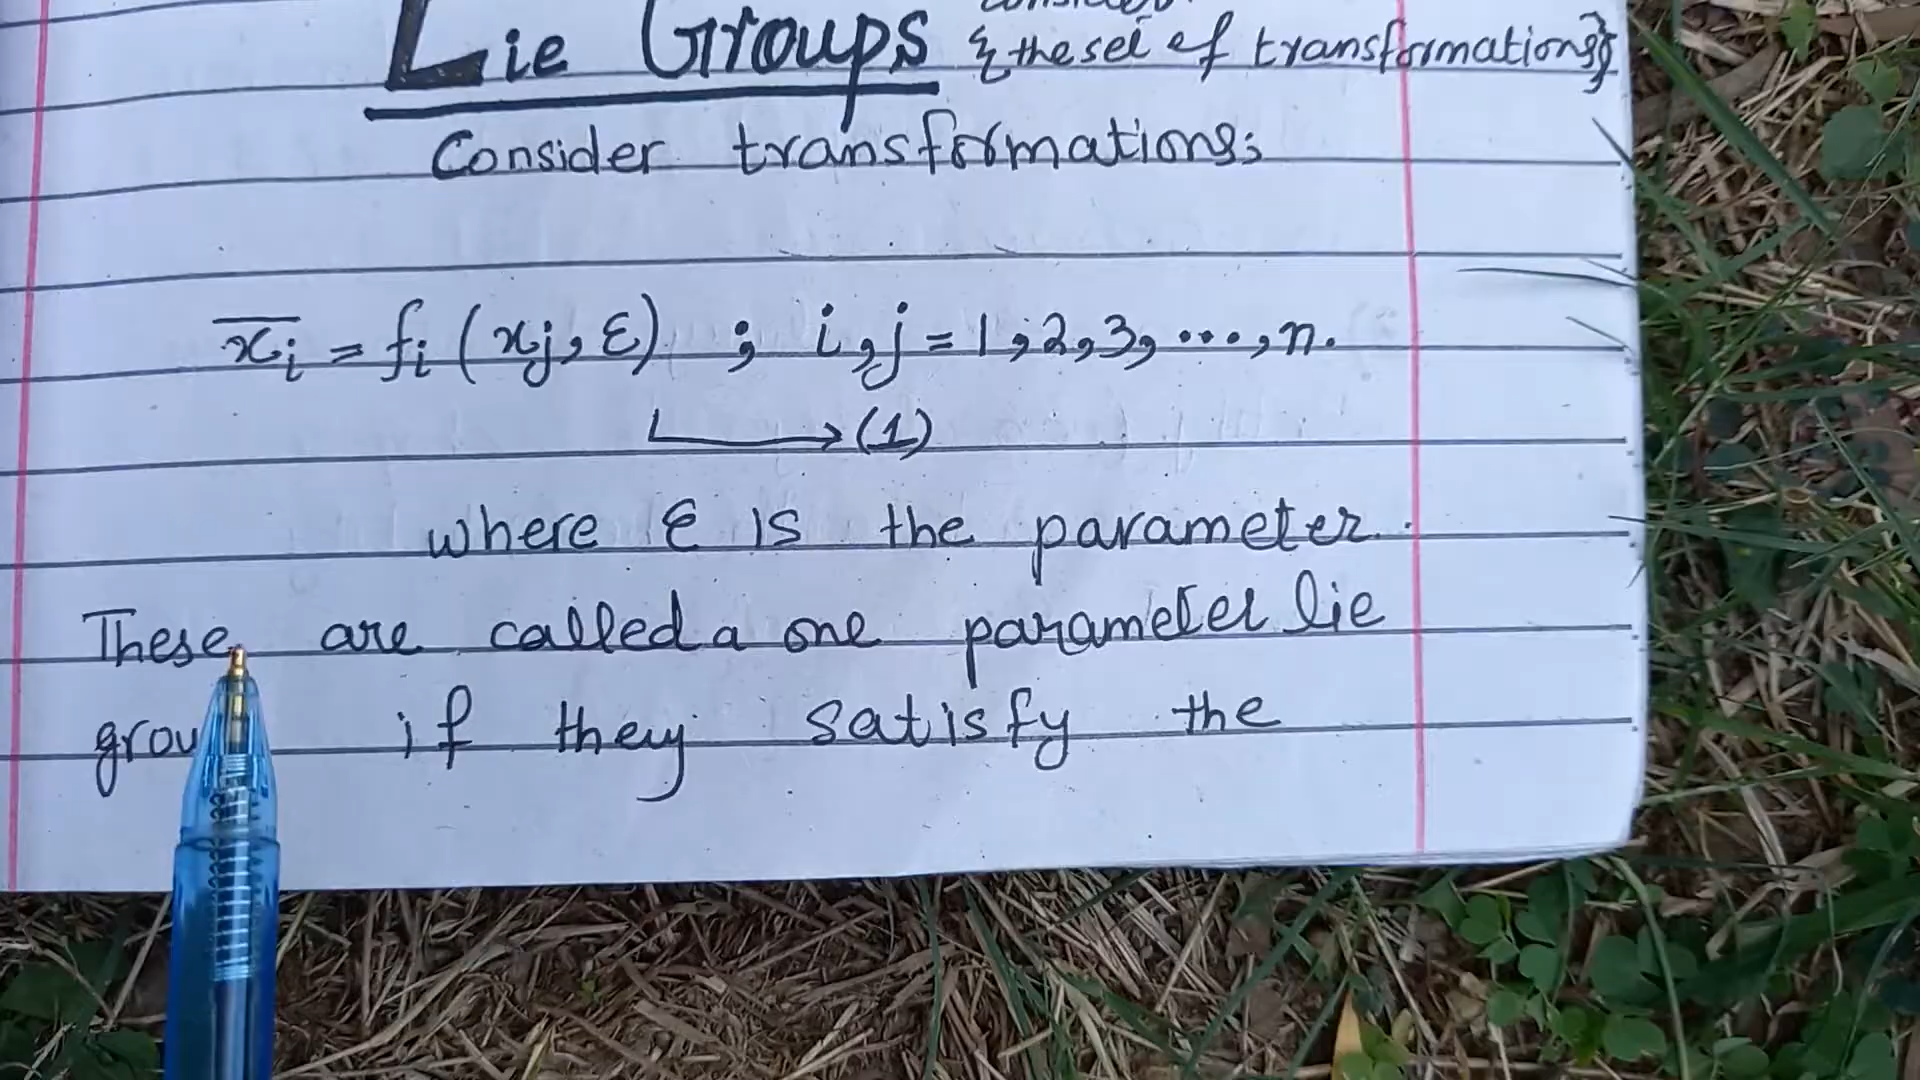 Lie Groups {the set of transformations}
Consider transformations;
x̅ᵢ = fᵢ (xⱼ, ε) ; i, j = 1, 2, 3, ..., n.
(1)
where ε is the parameter.
These are called a one parameter lie
grou if they satisfy the